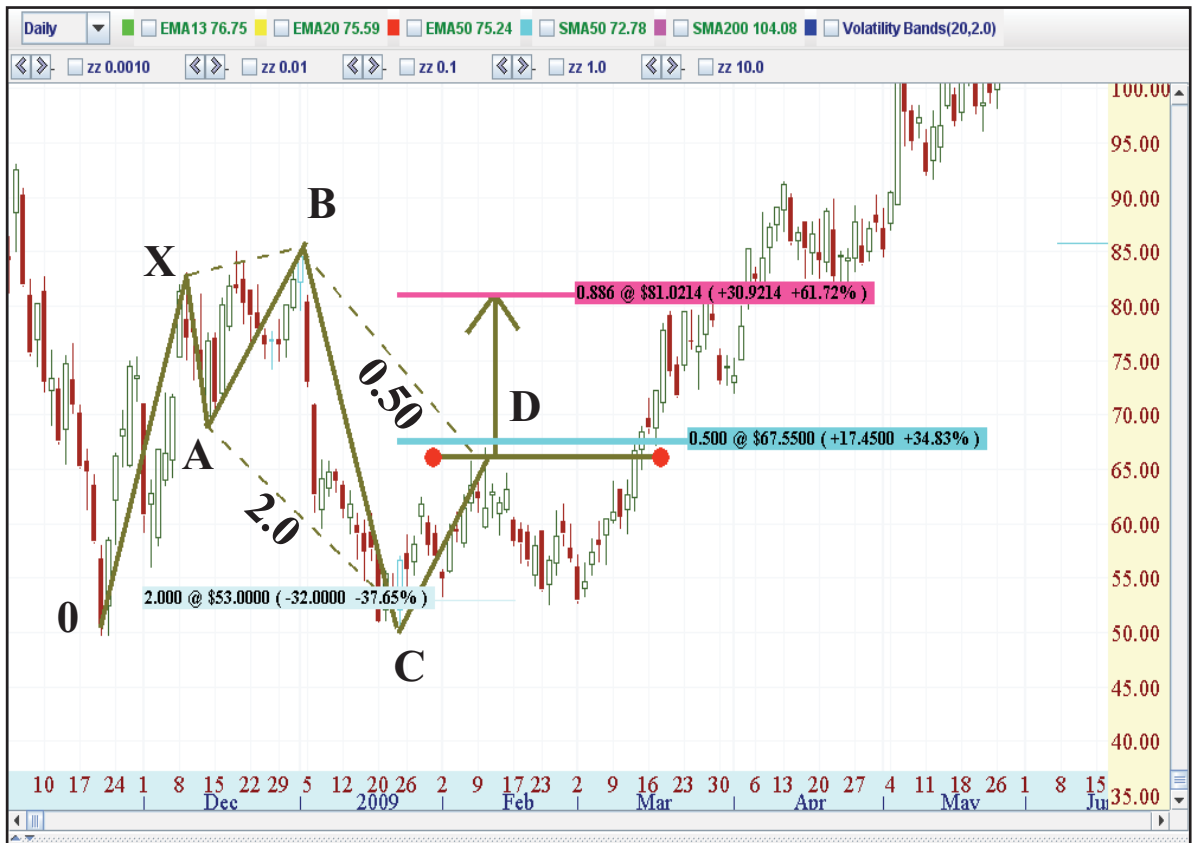 Daily EMA13 76.75 EMA20 75.59 EMA50 75.24 SMA50 72.78 SMA200 104.08 Volatility Bands(20,2.0)
zz 0.0010 zz 0.01 zz 0.1 zz 1.0 zz 10.0
100.00
95.00
90.00
B
85.00
X
0.886 @ $81.0214 ( +30.9214 +61.72% )
80.00
75.00
0.50
D
70.00
0.500 @ $67.5500 ( +17.4500 +34.83% )
A
65.00
2.0
60.00
55.00
2.000 @ $53.0000 ( -32.0000 -37.65% )
0
50.00
C
45.00
40.00
10 17 24 1 8 15 22 29 5 12 20 26 2 9 17 23 2 9 16 23 30 6 13 20 27 4 11 18 26 1 8 15
35.00
Dec 2009 Feb Mar Apr May Ju